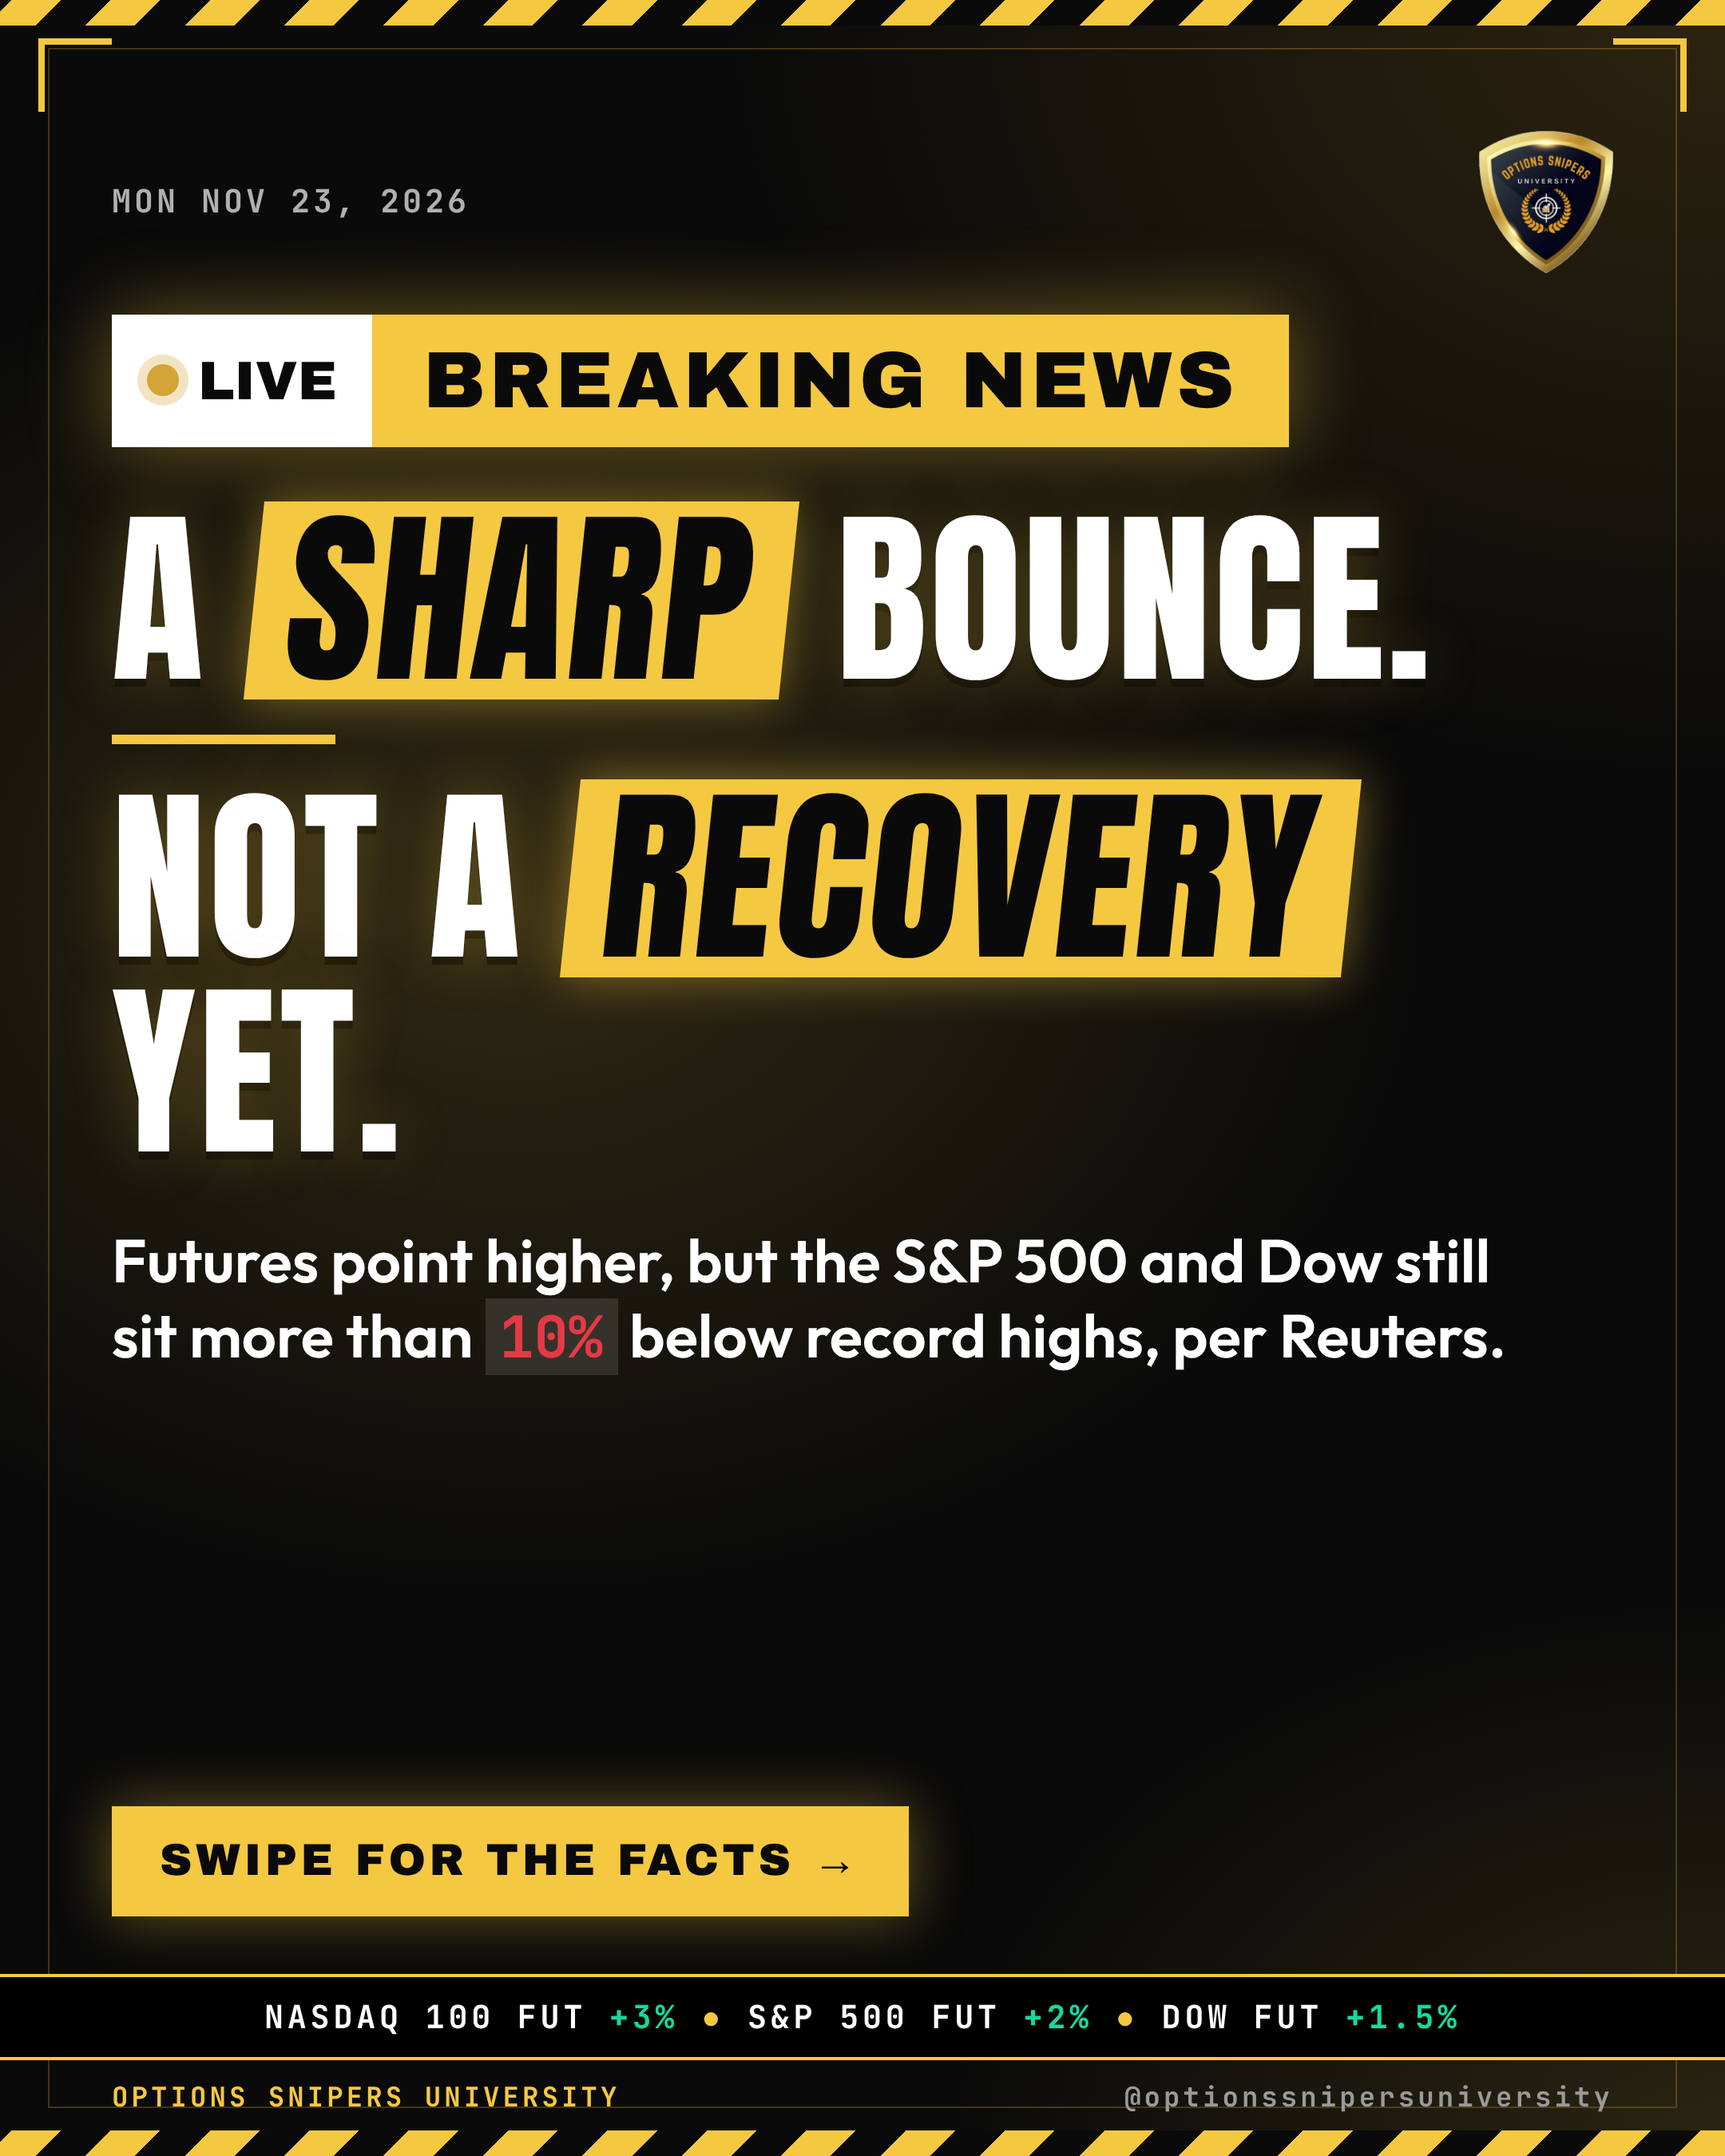 MON NOV 23, 2026
OPTIONS SNIPERS
UNIVERSITY
LIVE BREAKING NEWS
A SHARP BOUNCE.
NOT A RECOVERY
YET.
Futures point higher, but the S&P 500 and Dow still
sit more than 10% below record highs, per Reuters.
SWIPE FOR THE FACTS →
NASDAQ 100 FUT +3% • S&P 500 FUT +2% • DOW FUT +1.5%
OPTIONS SNIPERS UNIVERSITY @optionssnipersuniversity